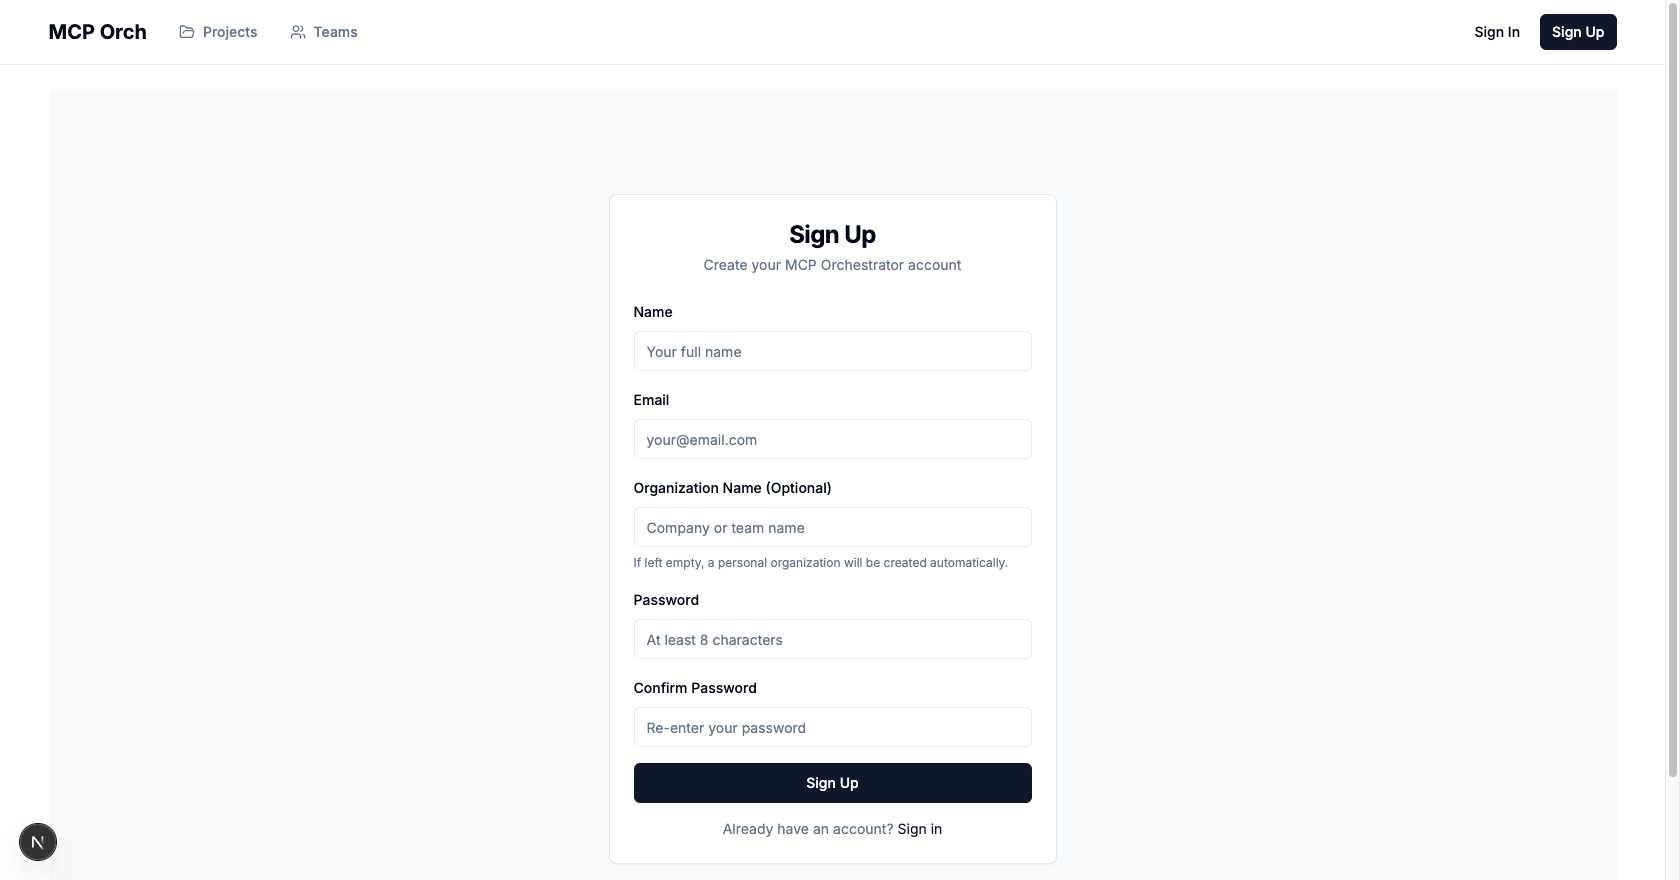 MCP Orch
Projects
Teams
Sign In
Sign Up
Sign Up
Create your MCP Orchestrator account
Name
Your full name
Email
your@email.com
Organization Name (Optional)
Company or team name
If left empty, a personal organization will be created automatically.
Password
At least 8 characters
Confirm Password
Re-enter your password
Sign Up
Already have an account? Sign in
N